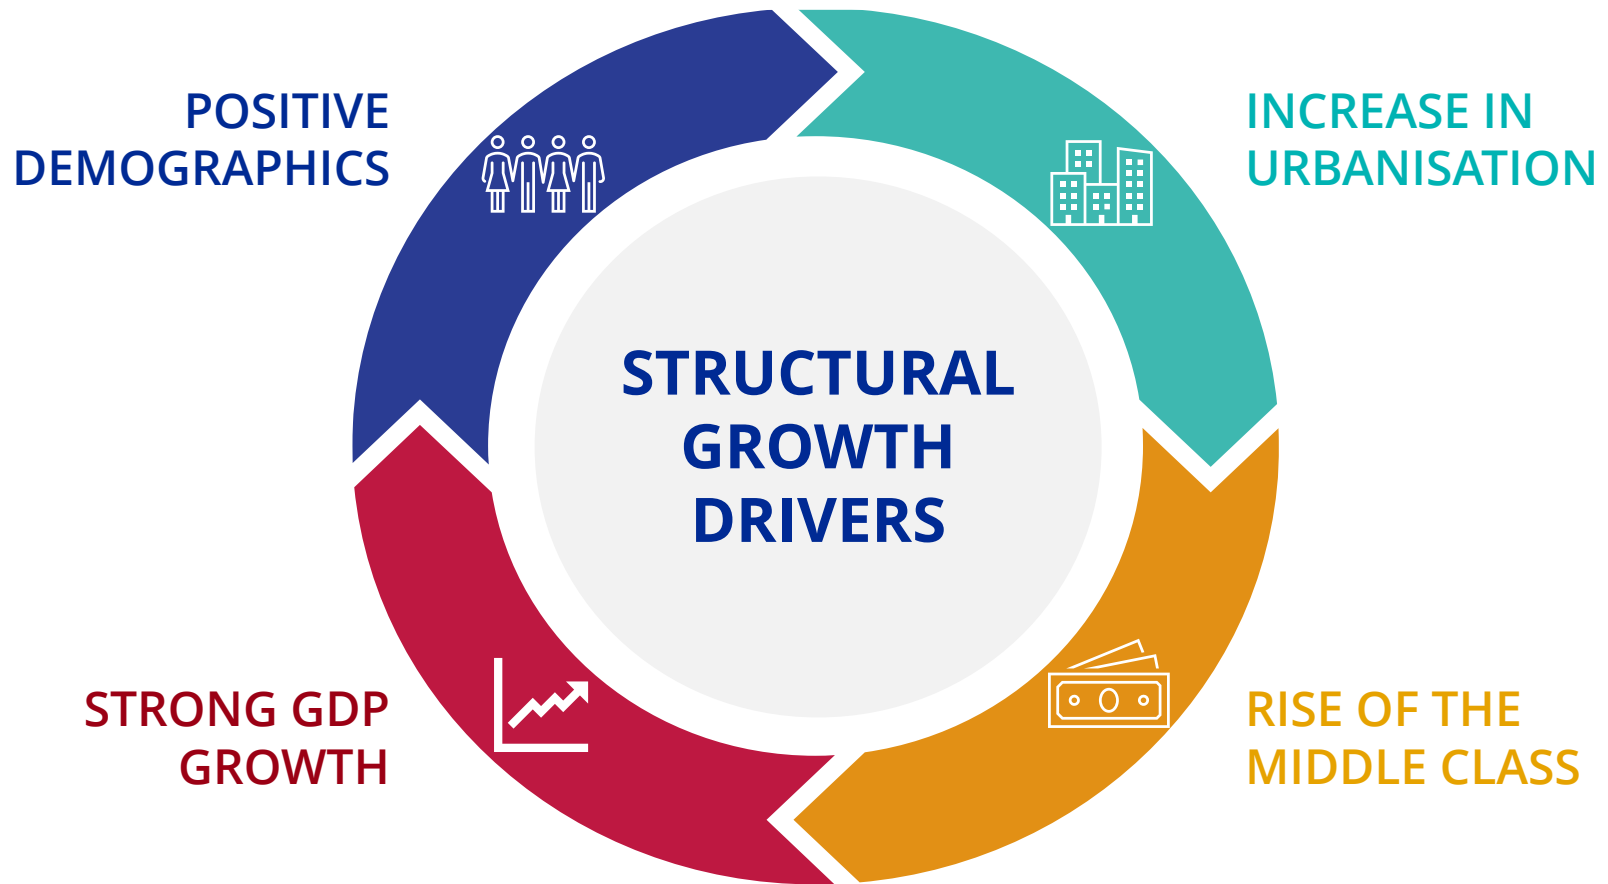 POSITIVE
DEMOGRAPHICS
INCREASE IN
URBANISATION
STRUCTURAL
GROWTH
DRIVERS
STRONG GDP
GROWTH
RISE OF THE
MIDDLE CLASS